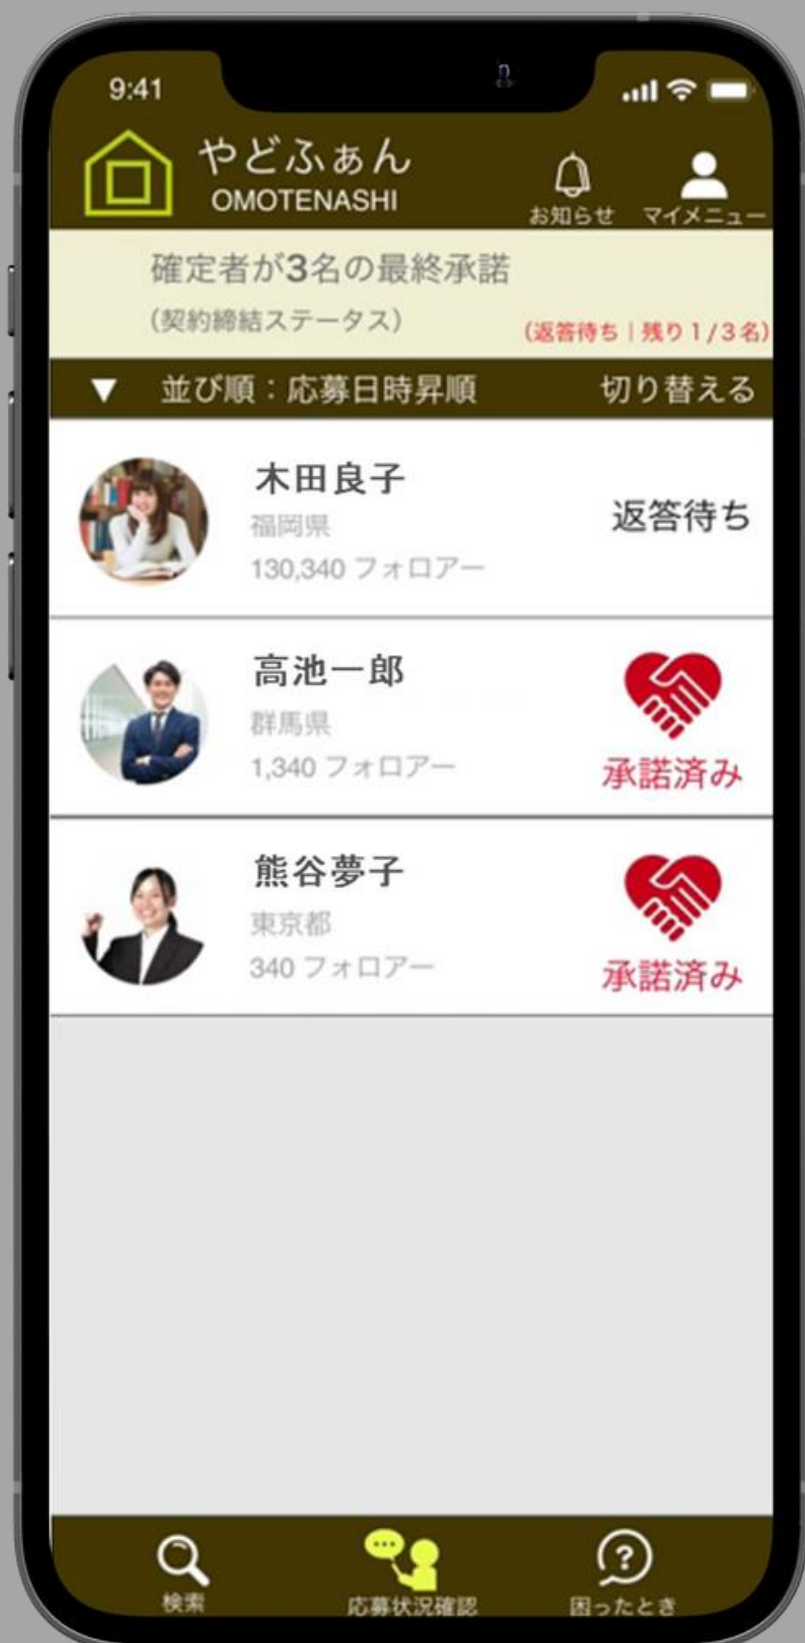 9:41
やどふぁん
OMOTENASHI
お知らせ
マイメニュー
確定者が3名の最終承諾
(契約締結ステータス)
(返答待ち｜残り1/3名)
▼ 並び順：応募日時昇順 切り替える
木田良子
福岡県
返答待ち
130,340 フォロアー
高池一郎
群馬県
1,340 フォロアー
承諾済み
熊谷夢子
東京都
340 フォロアー
承諾済み
検索
応募状況確認
困ったとき